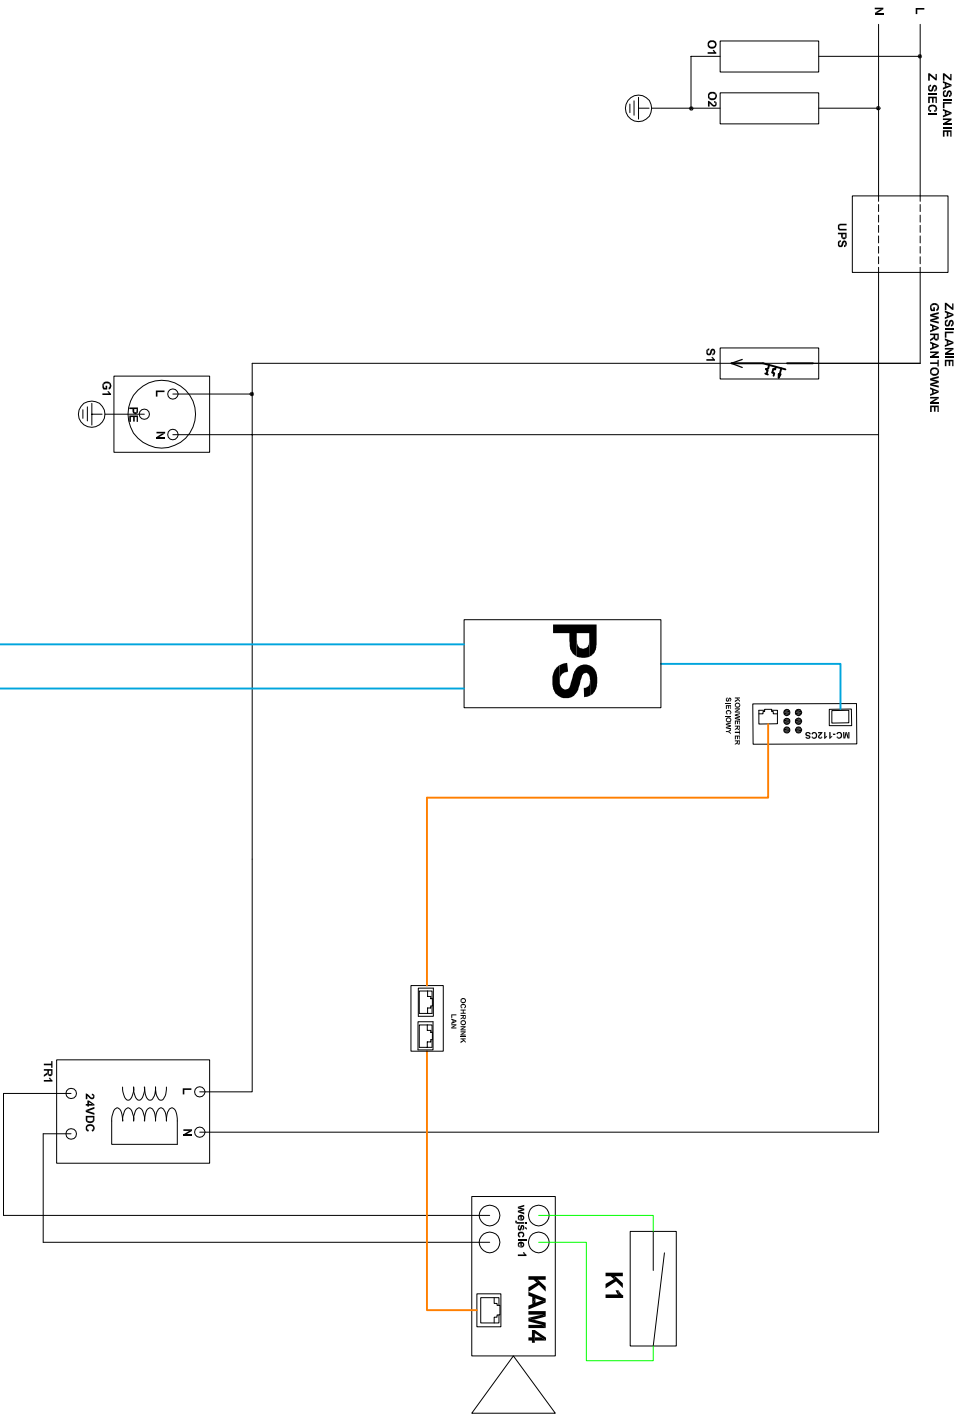 L
N
ZASILANIE
Z SIECI
O1
O2
UPS
ZASILANIE
GWARANTOWANE
S1
G1
L
PE
N
PS
KONWERTER
SIECIOWY
MC-112CS
OCHRONNIK
LAN
TR1
L
N
24VDC
wejście 1
KAM4
K1